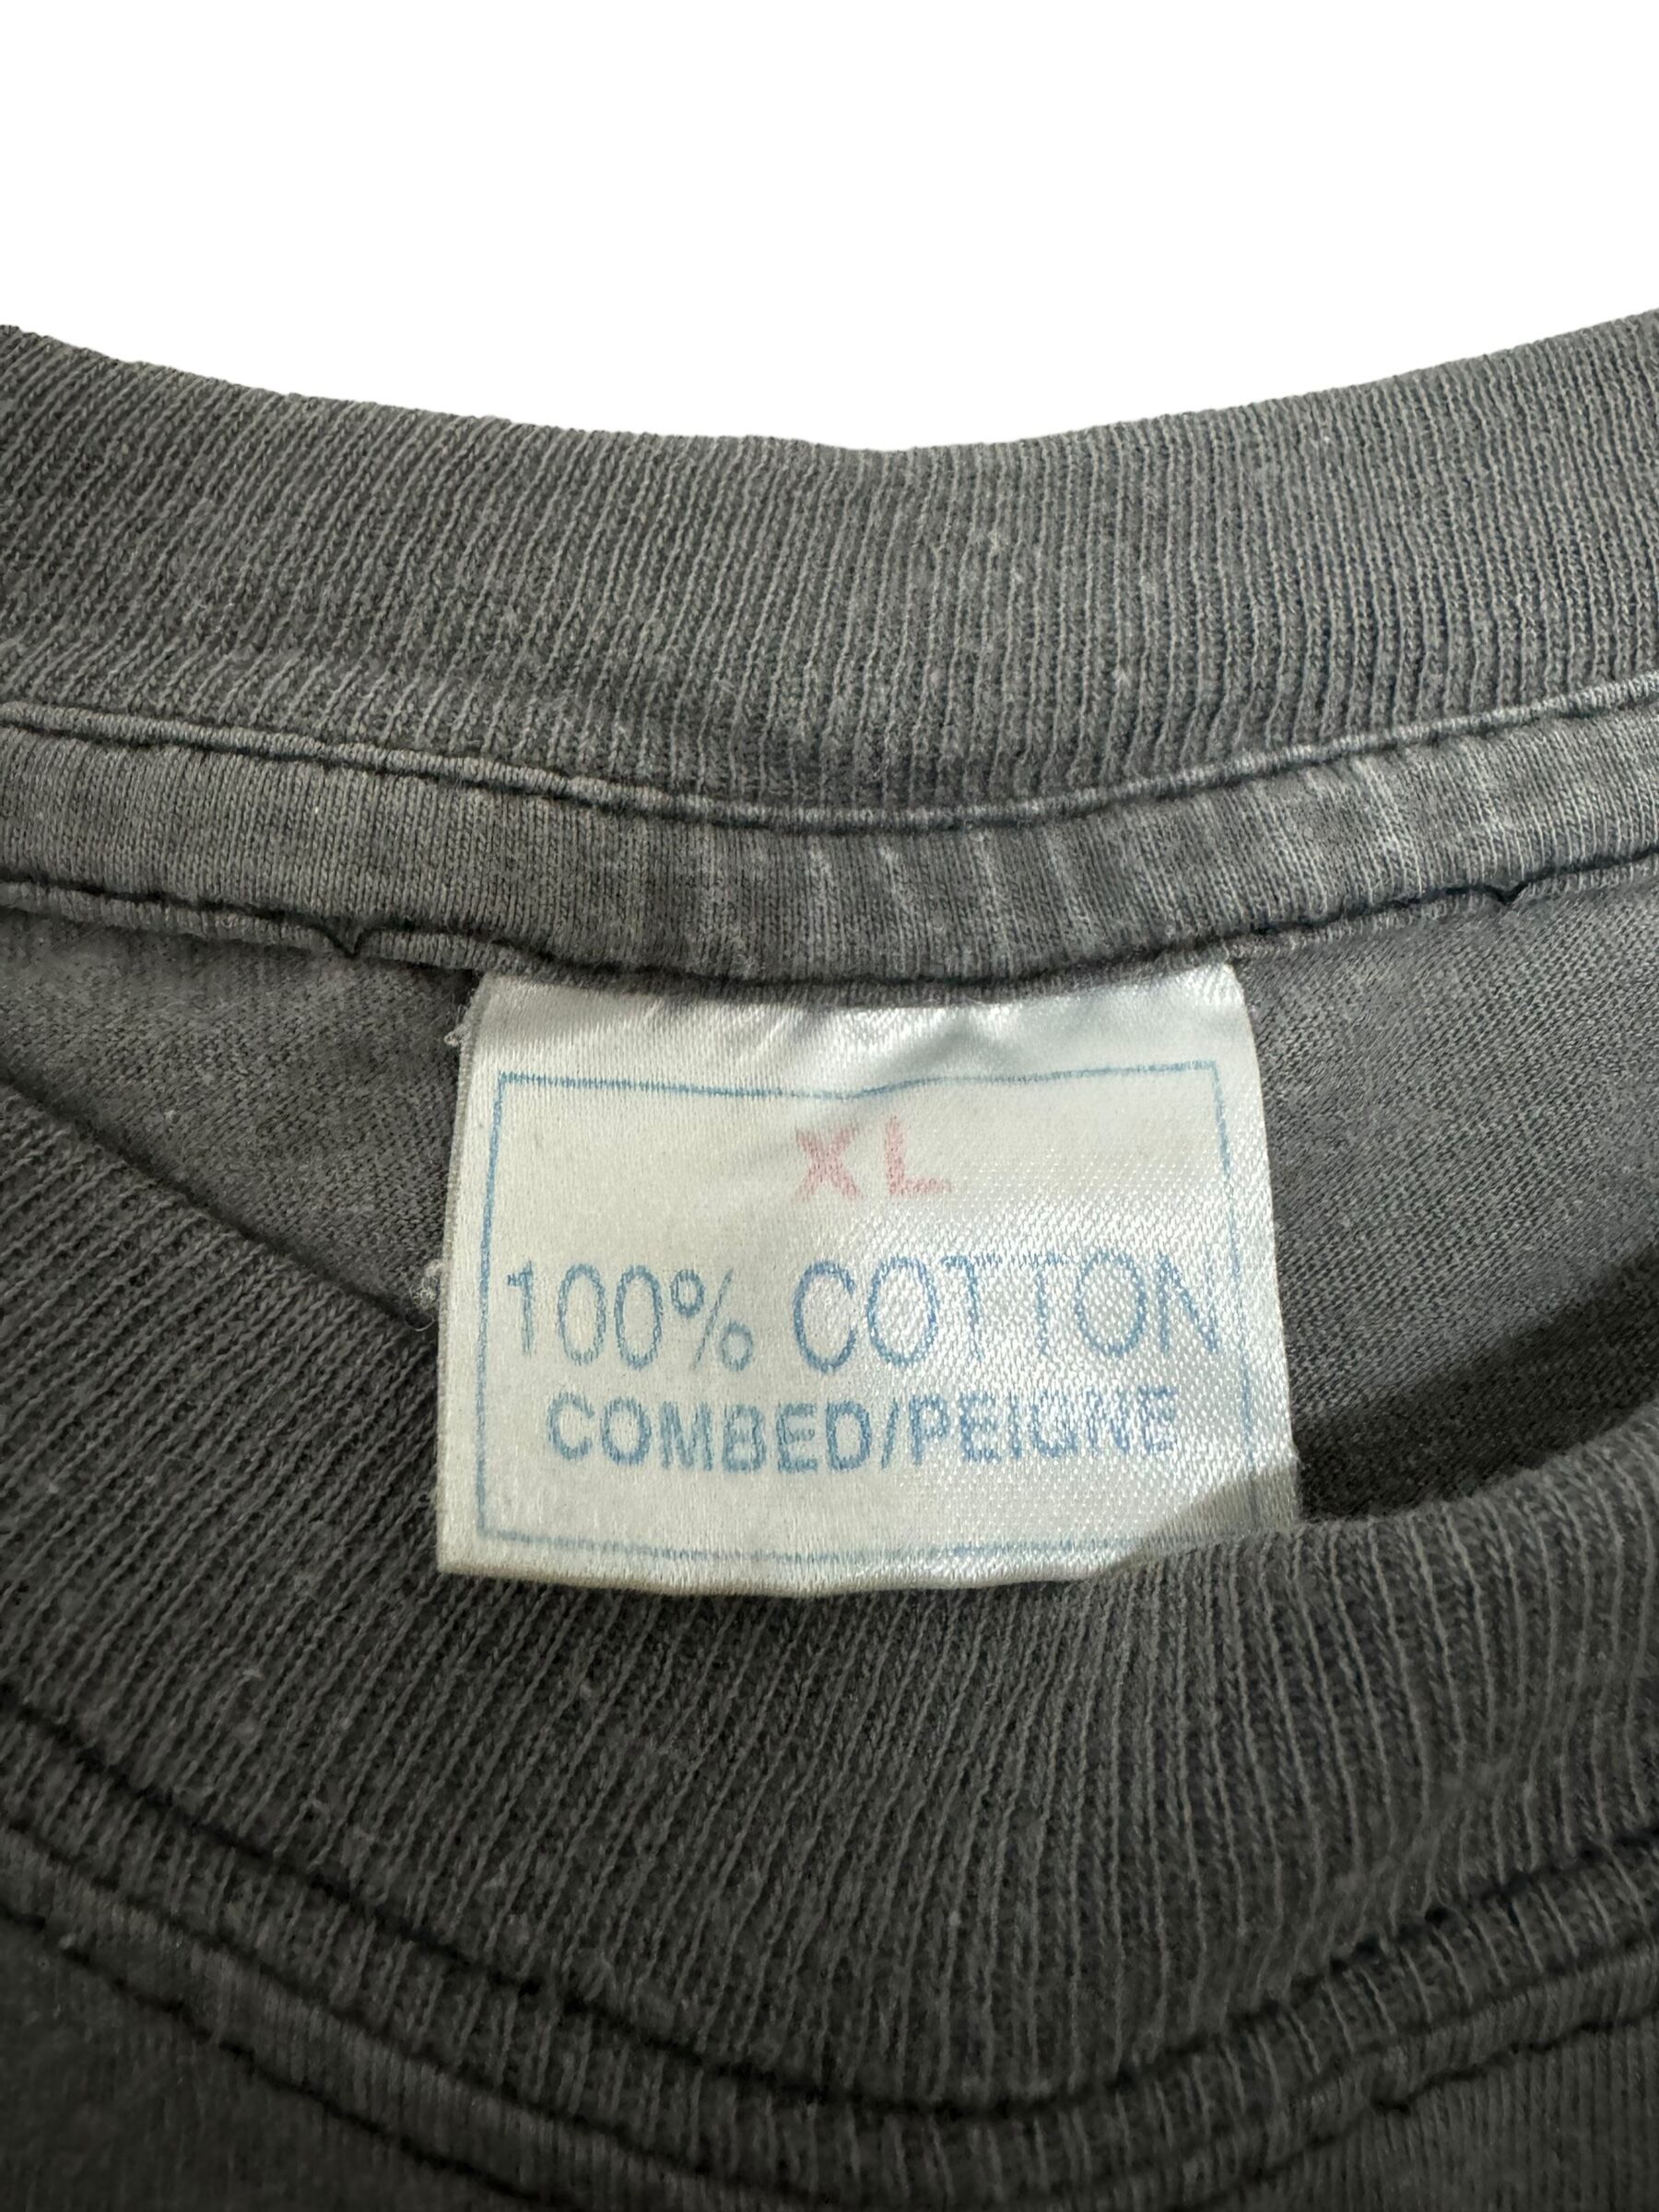 XL
100% COTTON
COMBED/PEIGNE